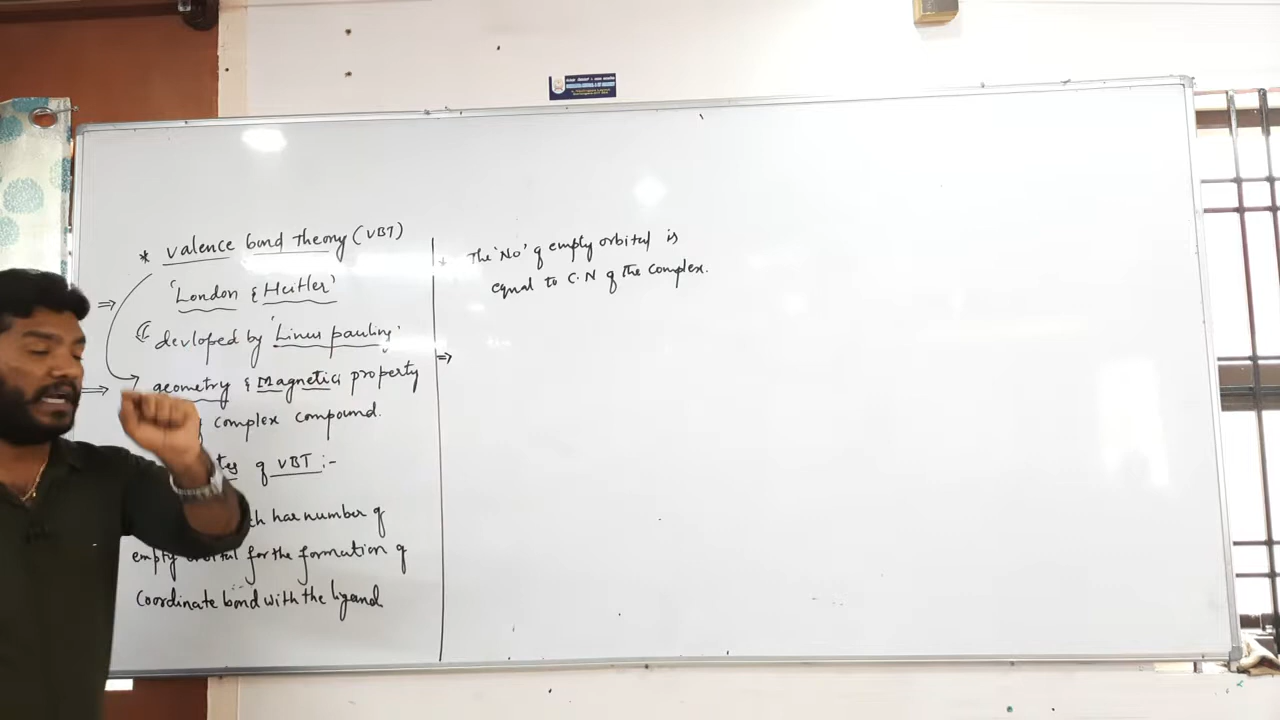 * Valence bond Theory (VBT)
⇒ 'London & Heitler'
devloped by 'Linus pauling'
⇒ geometry & Magnetic property
complex compound.
of VBT :-
has number of
empty orbital for the formation of
coordinate bond with the ligand
* The 'No' of empty orbital is
equal to C.N of the complex.
⇒